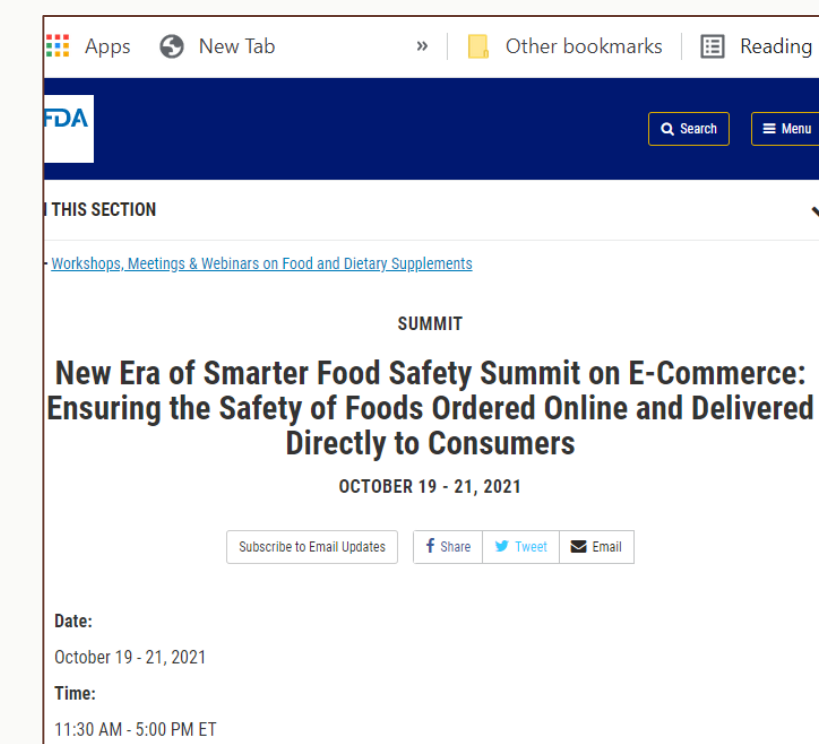 Apps New Tab » Other bookmarks Reading
FDA Search Menu
THIS SECTION
Workshops, Meetings & Webinars on Food and Dietary Supplements
SUMMIT
New Era of Smarter Food Safety Summit on E-Commerce:
Ensuring the Safety of Foods Ordered Online and Delivered
Directly to Consumers
OCTOBER 19 - 21, 2021
Subscribe to Email Updates Share Tweet Email
Date:
October 19 - 21, 2021
Time:
11:30 AM - 5:00 PM ET